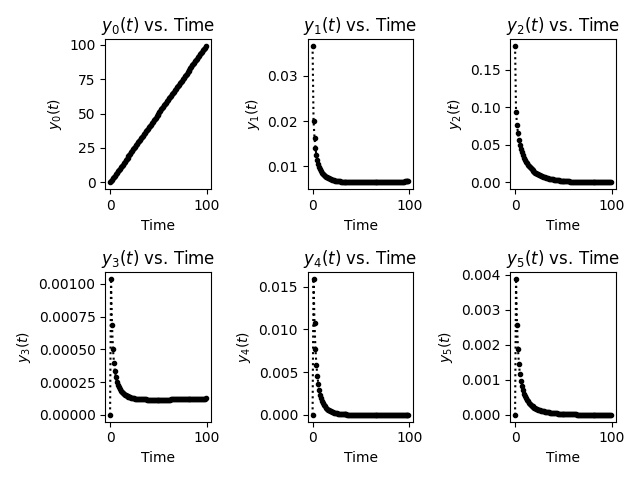 y₀(t) vs. Time
y₁(t) vs. Time
y₂(t) vs. Time
100
75
50
25
0
y₀(t)
0
100
Time
0.03
0.02
0.01
y₁(t)
0
100
Time
0.15
0.10
0.05
0.00
y₂(t)
0
100
Time
y₃(t) vs. Time
y₄(t) vs. Time
y₅(t) vs. Time
0.00100
0.00075
0.00050
0.00025
0.00000
y₃(t)
0
100
Time
0.015
0.010
0.005
0.000
y₄(t)
0
100
Time
0.004
0.003
0.002
0.001
0.000
y₅(t)
0
100
Time